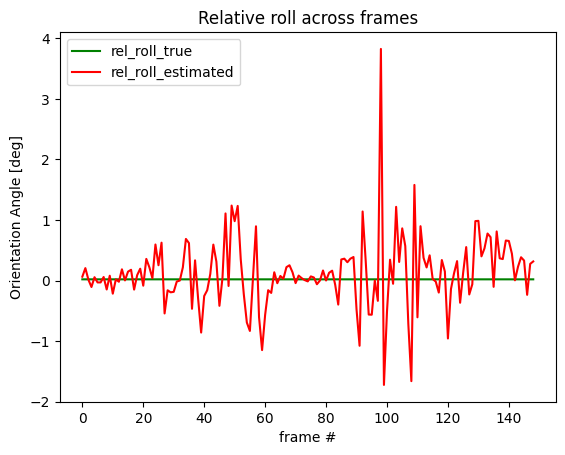 Relative roll across frames
rel_roll_true
rel_roll_estimated
Orientation Angle [deg]
4
3
2
1
0
−1
−2
0 20 40 60 80 100 120 140
frame #